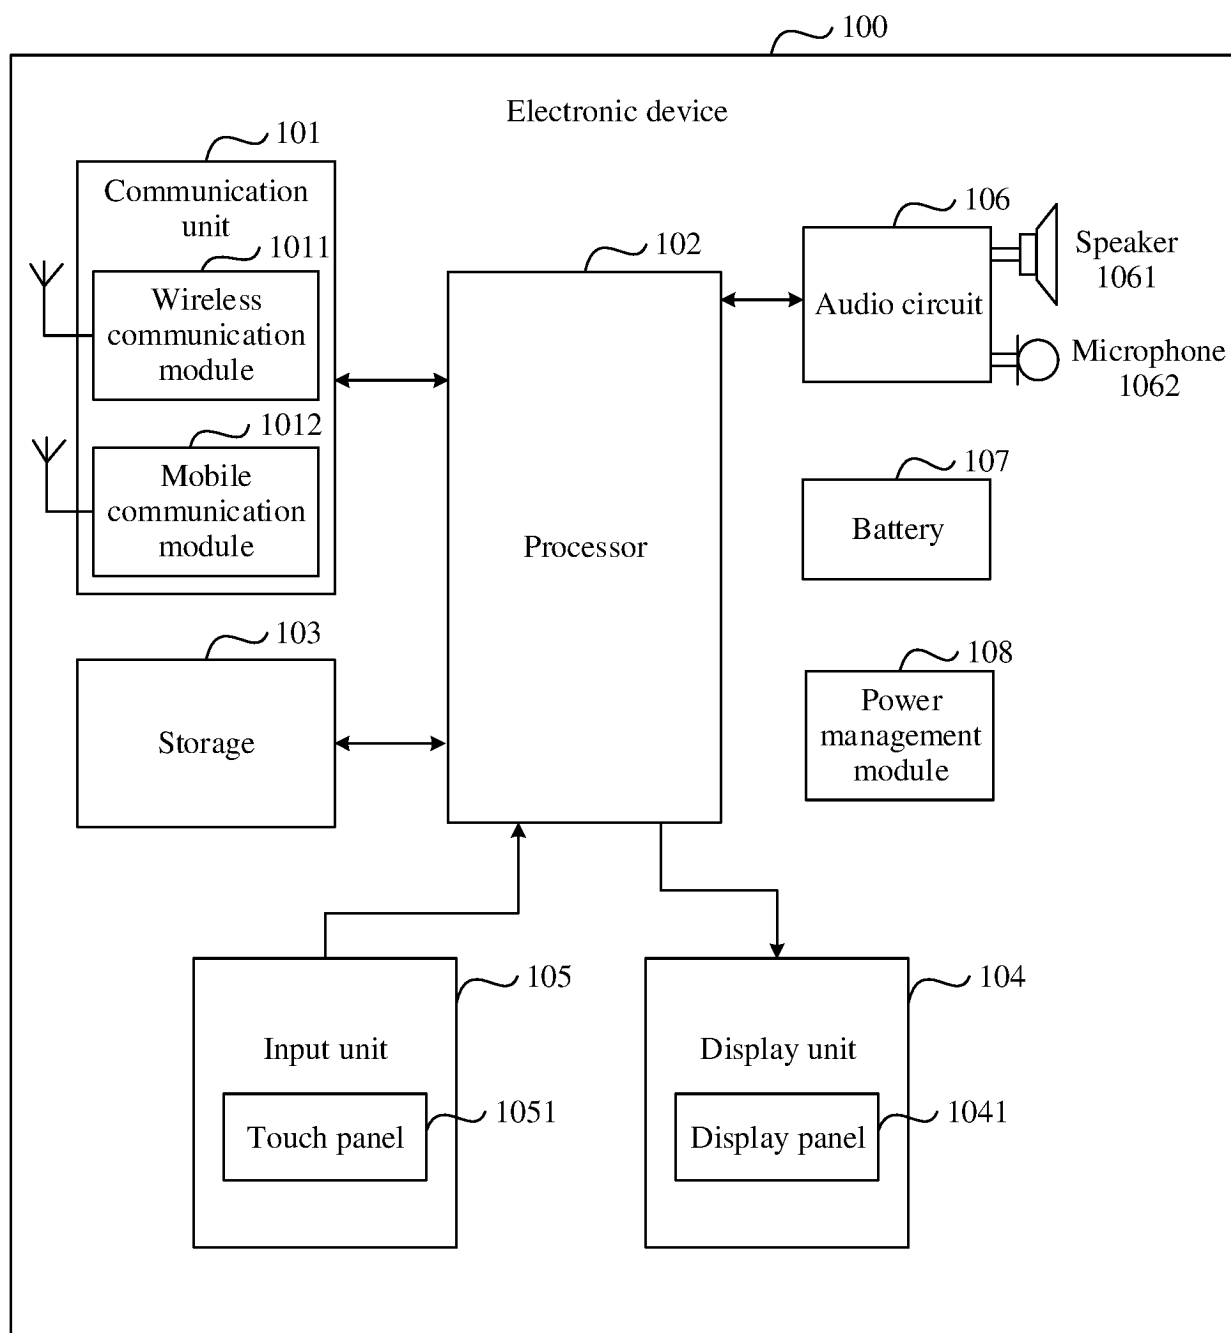 100
Electronic device
101
Communication
unit
1011
Wireless
communication
module
1012
Mobile
communication
module
102
Processor
106
Audio circuit
Speaker
1061
Microphone
1062
107
Battery
103
Storage
108
Power
management
module
105
Input unit
1051
Touch panel
104
Display unit
1041
Display panel